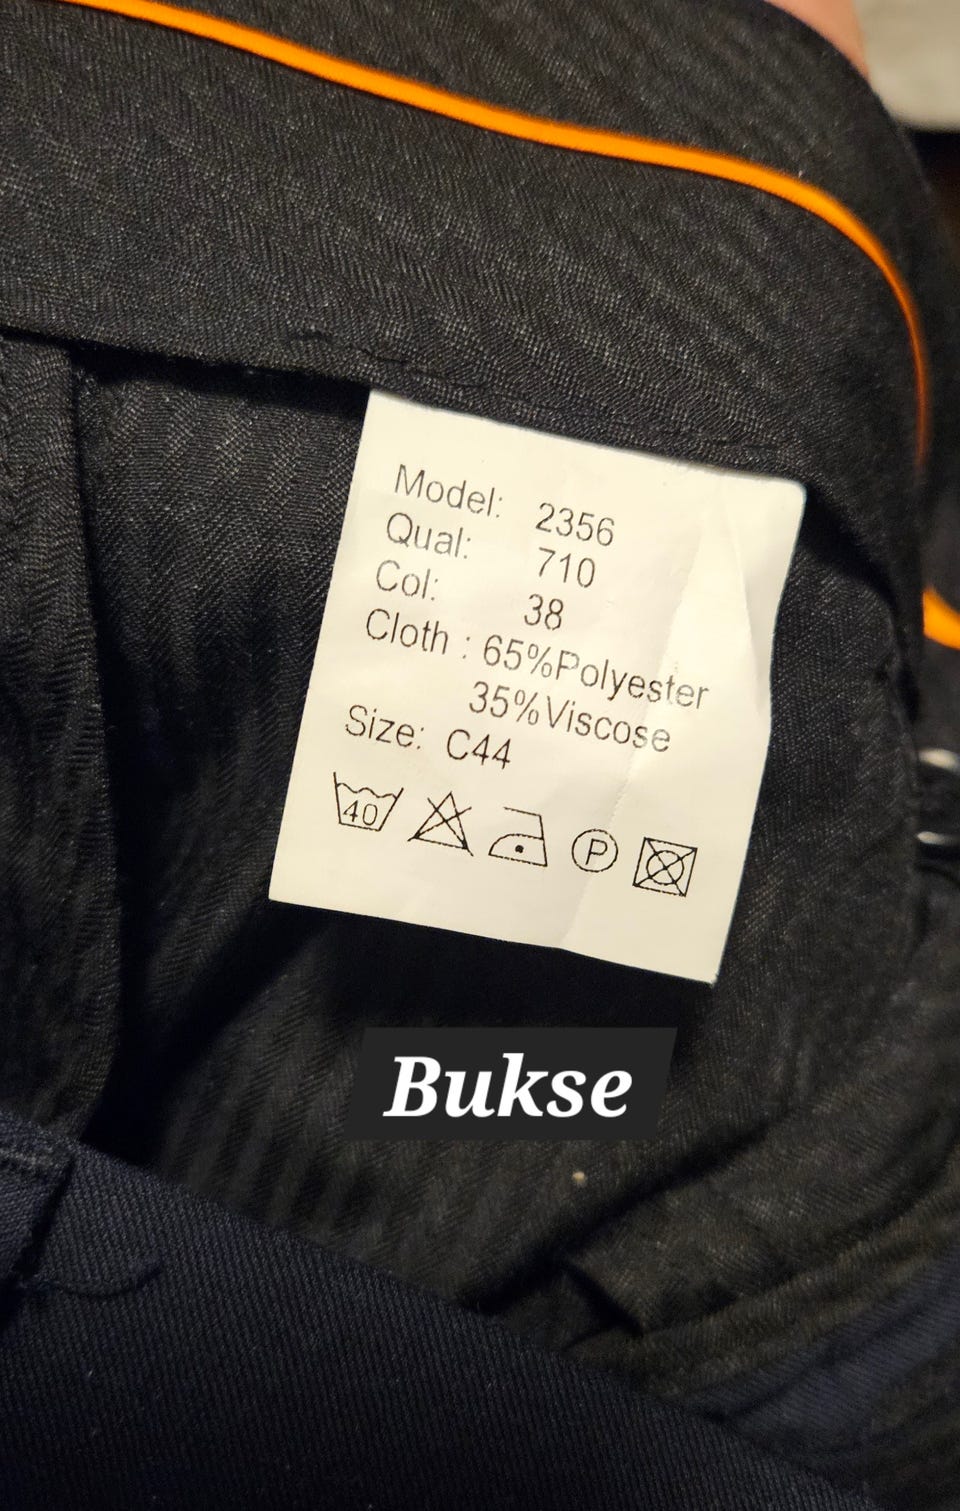 Model: 2356
Qual: 710
Col: 38
Cloth : 65%Polyester
35%Viscose
Size: C44
40 P
Bukse